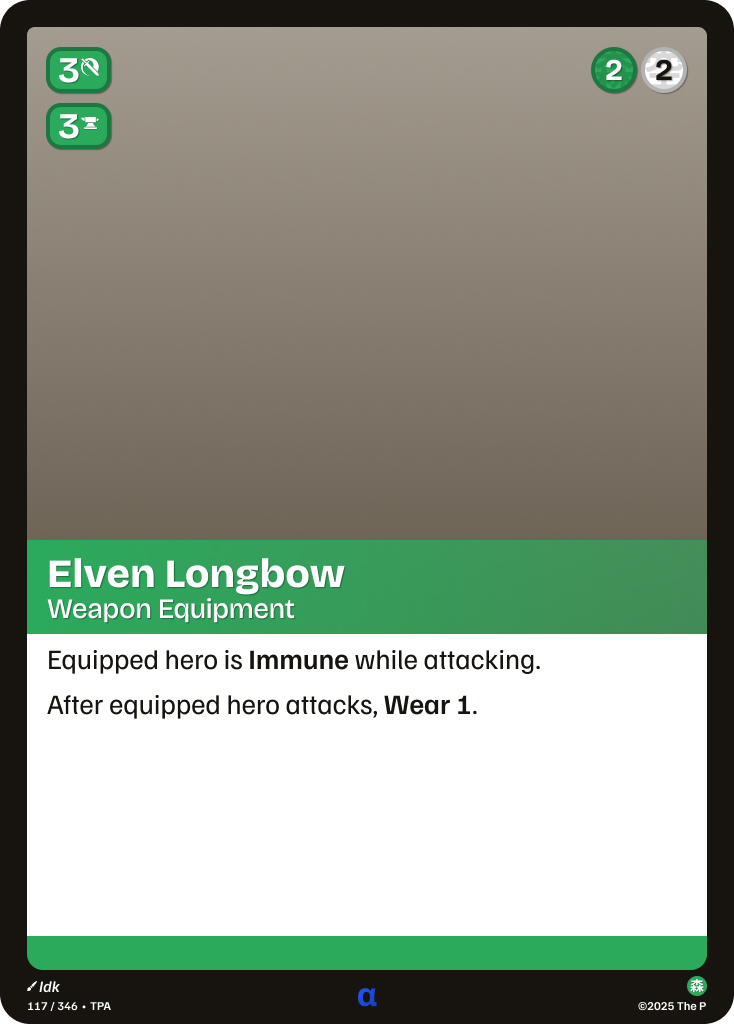 3
2 2
3
Elven Longbow
Weapon Equipment
Equipped hero is Immune while attacking.
After equipped hero attacks, Wear 1.
Idk
117 / 346 • TPA
α
森
©2025 The P